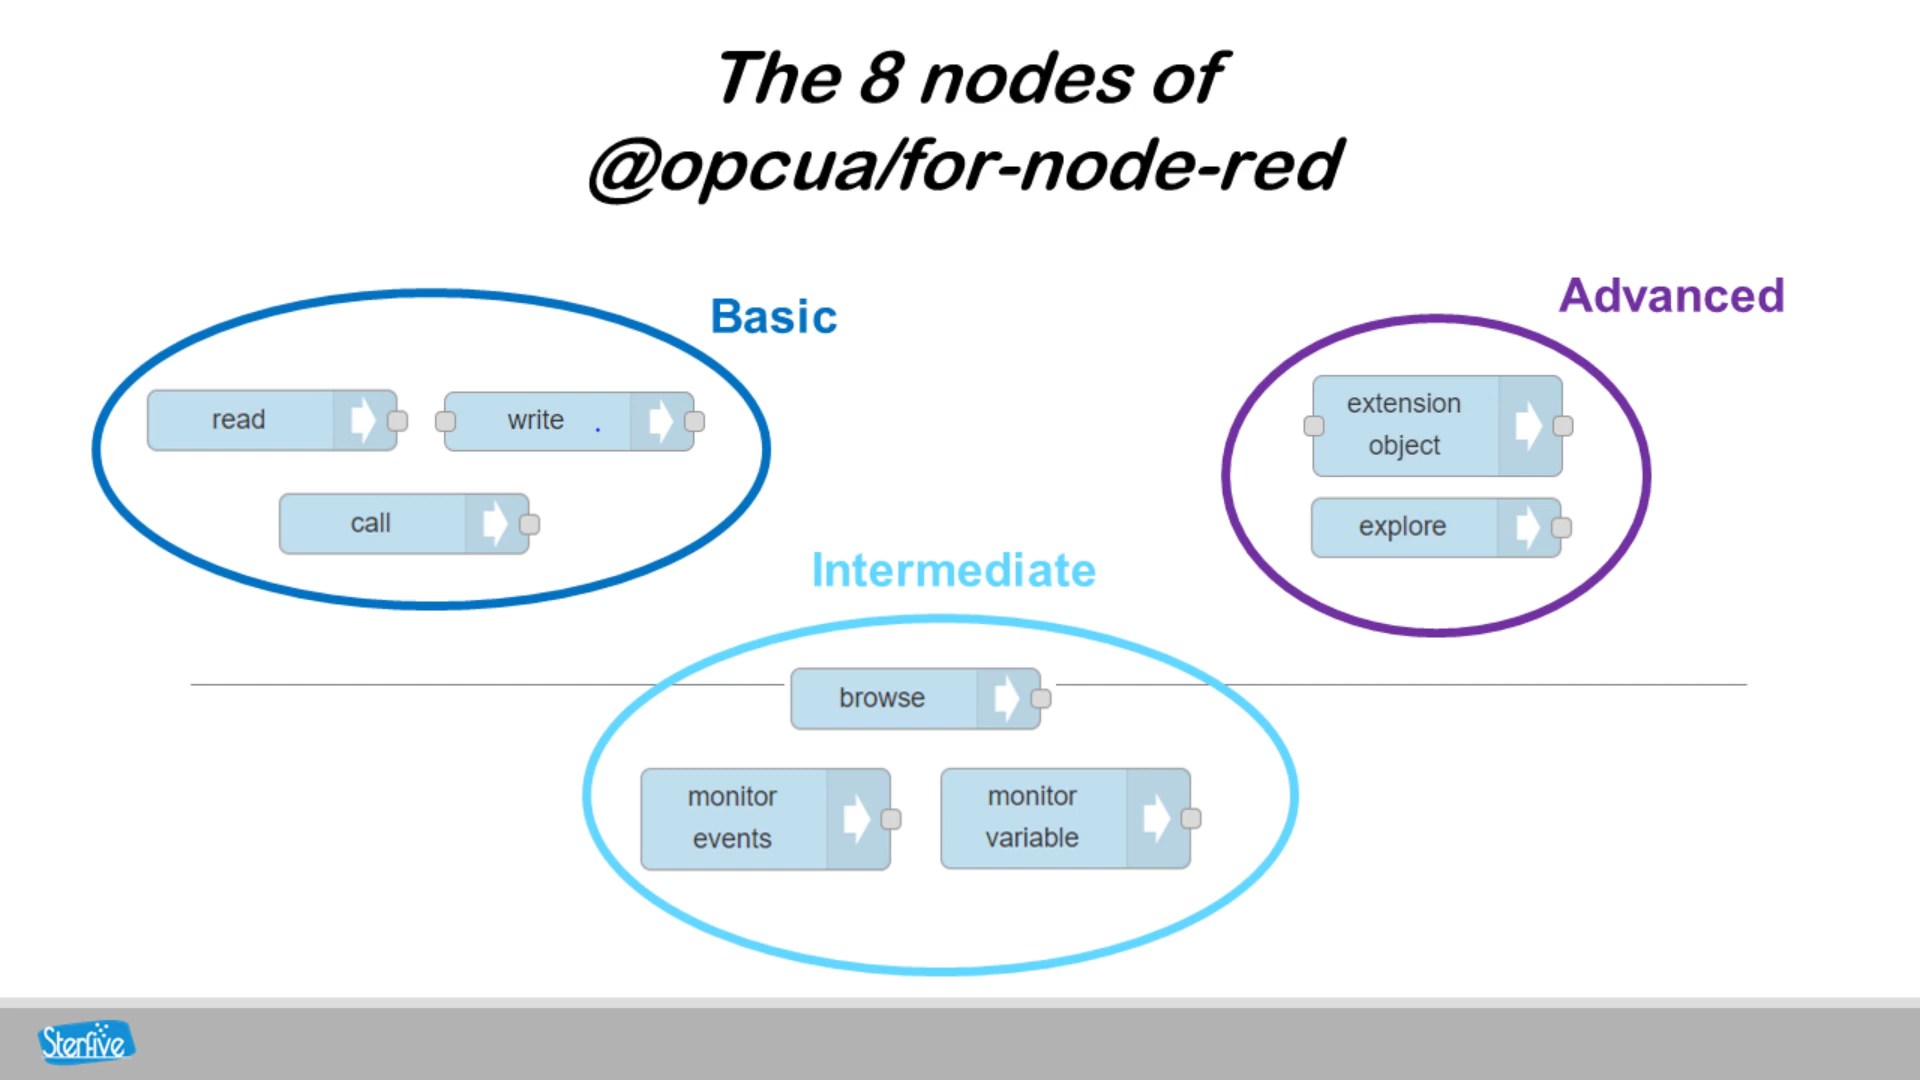 The 8 nodes of
@opcua/for-node-red
Basic
read
write .
call
Intermediate
browse
monitor
events
monitor
variable
Advanced
extension
object
explore
Sterfive